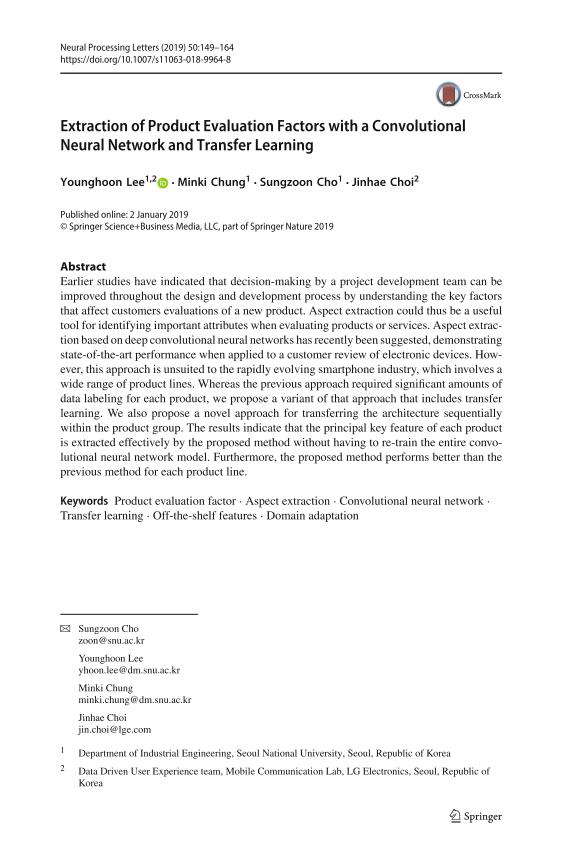 Neural Processing Letters (2019) 50:149–164
https://doi.org/10.1007/s11063-018-9964-8
CrossMark
Extraction of Product Evaluation Factors with a Convolutional
Neural Network and Transfer Learning
Younghoon Lee1,2 iD · Minki Chung1 · Sungzoon Cho1 · Jinhae Choi2
Published online: 2 January 2019
© Springer Science+Business Media, LLC, part of Springer Nature 2019
Abstract
Earlier studies have indicated that decision-making by a project development team can be
improved throughout the design and development process by understanding the key factors
that affect customers evaluations of a new product. Aspect extraction could thus be a useful
tool for identifying important attributes when evaluating products or services. Aspect extrac-
tion based on deep convolutional neural networks has recently been suggested, demonstrating
state-of-the-art performance when applied to a customer review of electronic devices. How-
ever, this approach is unsuited to the rapidly evolving smartphone industry, which involves a
wide range of product lines. Whereas the previous approach required significant amounts of
data labeling for each product, we propose a variant of that approach that includes transfer
learning. We also propose a novel approach for transferring the architecture sequentially
within the product group. The results indicate that the principal key feature of each product
is extracted effectively by the proposed method without having to re-train the entire convo-
lutional neural network model. Furthermore, the proposed method performs better than the
previous method for each product line.
Keywords Product evaluation factor · Aspect extraction · Convolutional neural network ·
Transfer learning · Off-the-shelf features · Domain adaptation
Sungzoon Cho
zoon@snu.ac.kr
Younghoon Lee
yhoon.lee@dm.snu.ac.kr
Minki Chung
minki.chung@dm.snu.ac.kr
Jinhae Choi
jin.choi@lge.com
1 Department of Industrial Engineering, Seoul National University, Seoul, Republic of Korea
2 Data Driven User Experience team, Mobile Communication Lab, LG Electronics, Seoul, Republic of
Korea
Springer